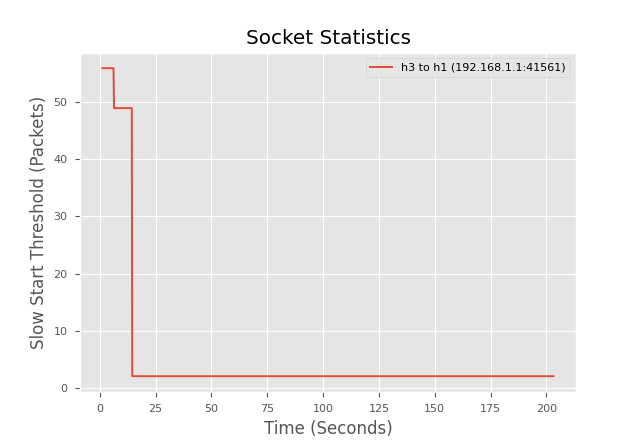 Socket Statistics
h3 to h1 (192.168.1.1:41561)
Slow Start Threshold (Packets)
50
40
30
20
10
0
0 25 50 75 100 125 150 175 200
Time (Seconds)